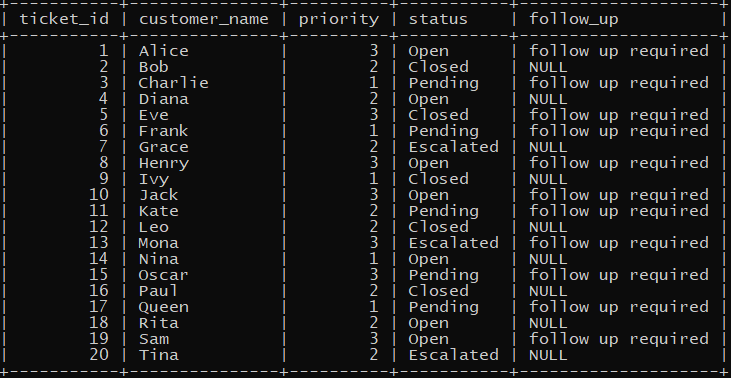 | ticket_id | customer_name | priority | status    | follow_up          |
|         1 | Alice         |        3 | Open      | follow up required |
|         2 | Bob           |        2 | Closed    | NULL               |
|         3 | Charlie       |        1 | Pending   | follow up required |
|         4 | Diana         |        2 | Open      | NULL               |
|         5 | Eve           |        3 | Closed    | follow up required |
|         6 | Frank         |        1 | Pending   | follow up required |
|         7 | Grace         |        2 | Escalated | NULL               |
|         8 | Henry         |        3 | Open      | follow up required |
|         9 | Ivy           |        1 | Closed    | NULL               |
|        10 | Jack          |        3 | Open      | follow up required |
|        11 | Kate          |        2 | Pending   | follow up required |
|        12 | Leo           |        2 | Closed    | NULL               |
|        13 | Mona          |        3 | Escalated | follow up required |
|        14 | Nina          |        1 | Open      | NULL               |
|        15 | Oscar         |        3 | Pending   | follow up required |
|        16 | Paul          |        2 | Closed    | NULL               |
|        17 | Queen         |        1 | Pending   | follow up required |
|        18 | Rita          |        2 | Open      | NULL               |
|        19 | Sam           |        3 | Open      | follow up required |
|        20 | Tina          |        2 | Escalated | NULL               |